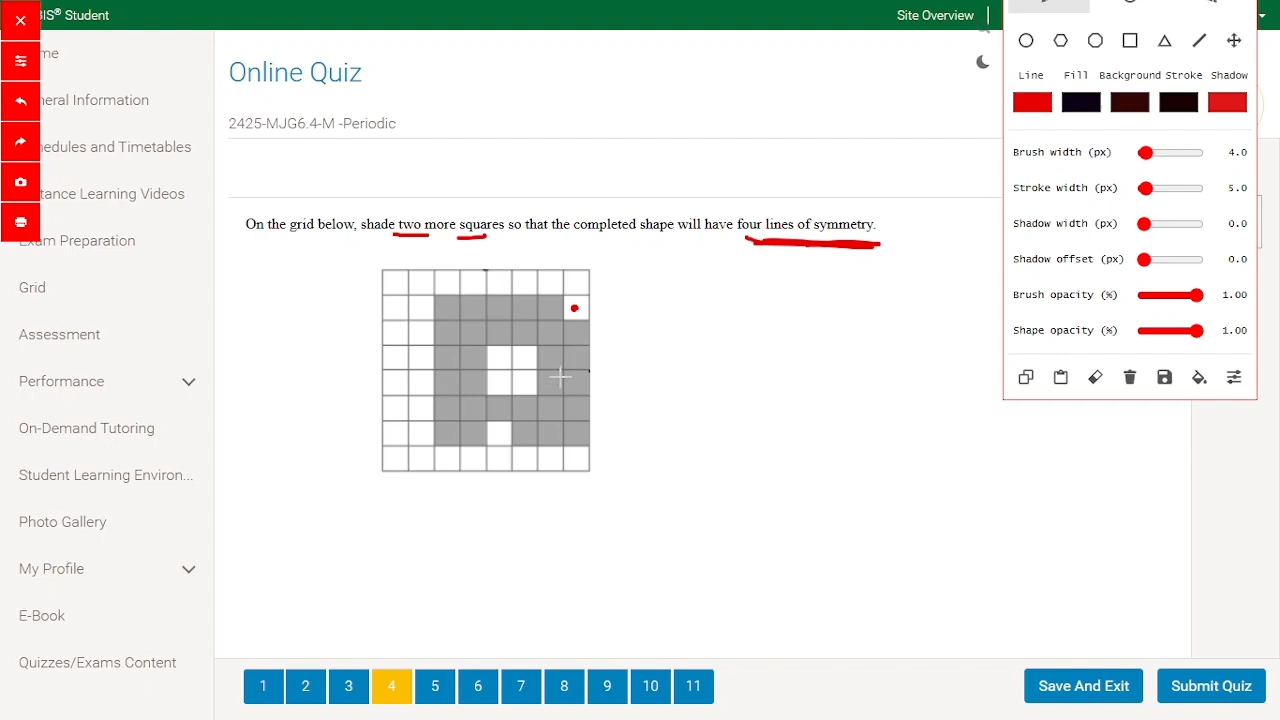 BIS® Student
Site Overview
me
neral Information
hedules and Timetables
tance Learning Videos
Exam Preparation
Grid
Assessment
Performance
On-Demand Tutoring
Student Learning Environ...
Photo Gallery
My Profile
E-Book
Quizzes/Exams Content
Online Quiz
2425-MJG6.4-M -Periodic
On the grid below, shade two more squares so that the completed shape will have four lines of symmetry.
1 2 3 4 5 6 7 8 9 10 11
Save And Exit
Submit Quiz
Line Fill Background Stroke Shadow
Brush width (px) 4.0
Stroke width (px) 5.0
Shadow width (px) 0.0
Shadow offset (px) 0.0
Brush opacity (%) 1.00
Shape opacity (%) 1.00